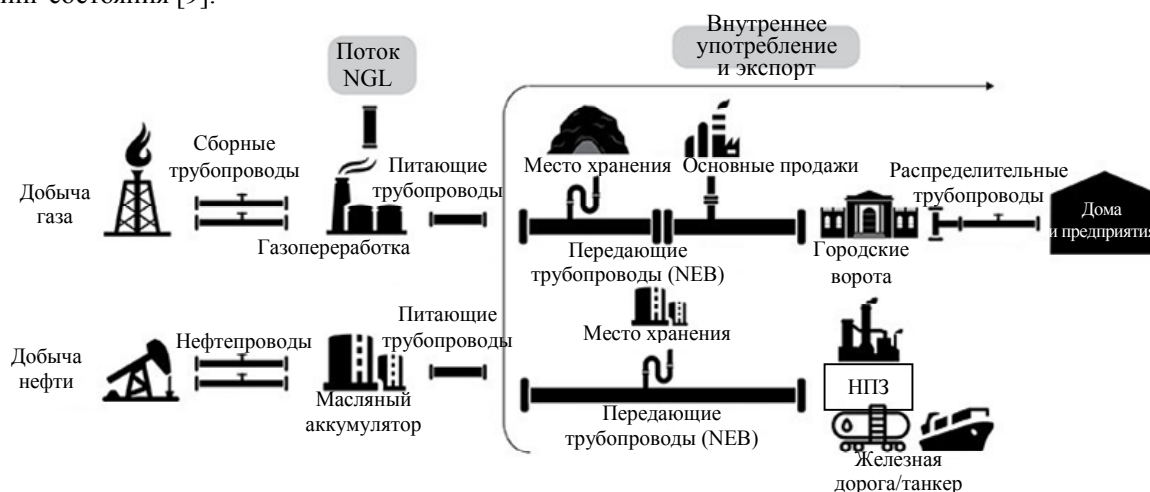 состояния [9].
Поток
NGL
Внутреннее
употребление
и экспорт
Добыча
газа
Сборные
трубопроводы
Газопереработка
Питающие
трубопроводы
Место хранения
Основные продажи
Передающие
трубопроводы (NEB)
Городские
ворота
Распределительные
трубопроводы
Дома
и предприятия
Добыча
нефти
Нефтепроводы
Масляный
аккумулятор
Питающие
трубопроводы
Место хранения
Передающие
трубопроводы (NEB)
НПЗ
Железная
дорога/танкер